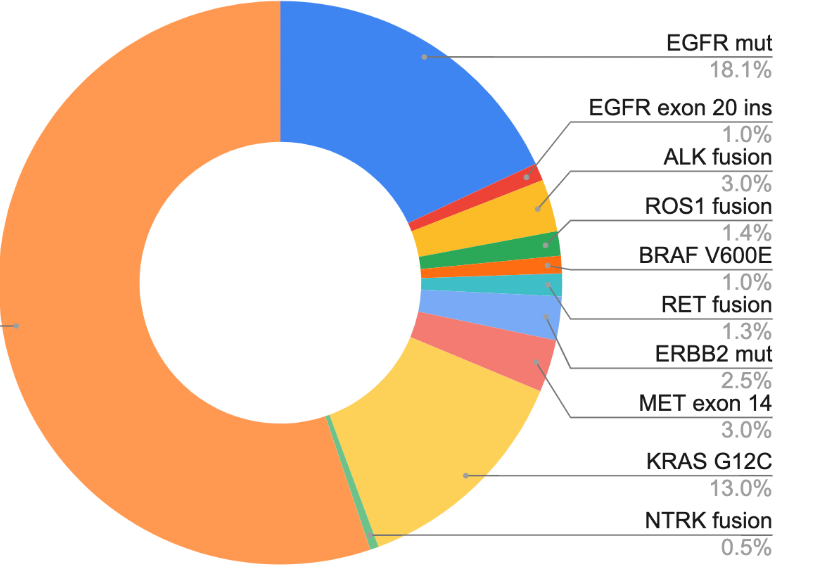 EGFR mut
18.1%
EGFR exon 20 ins
1.0%
ALK fusion
3.0%
ROS1 fusion
1.4%
BRAF V600E
1.0%
RET fusion
1.3%
ERBB2 mut
2.5%
MET exon 14
3.0%
KRAS G12C
13.0%
NTRK fusion
0.5%